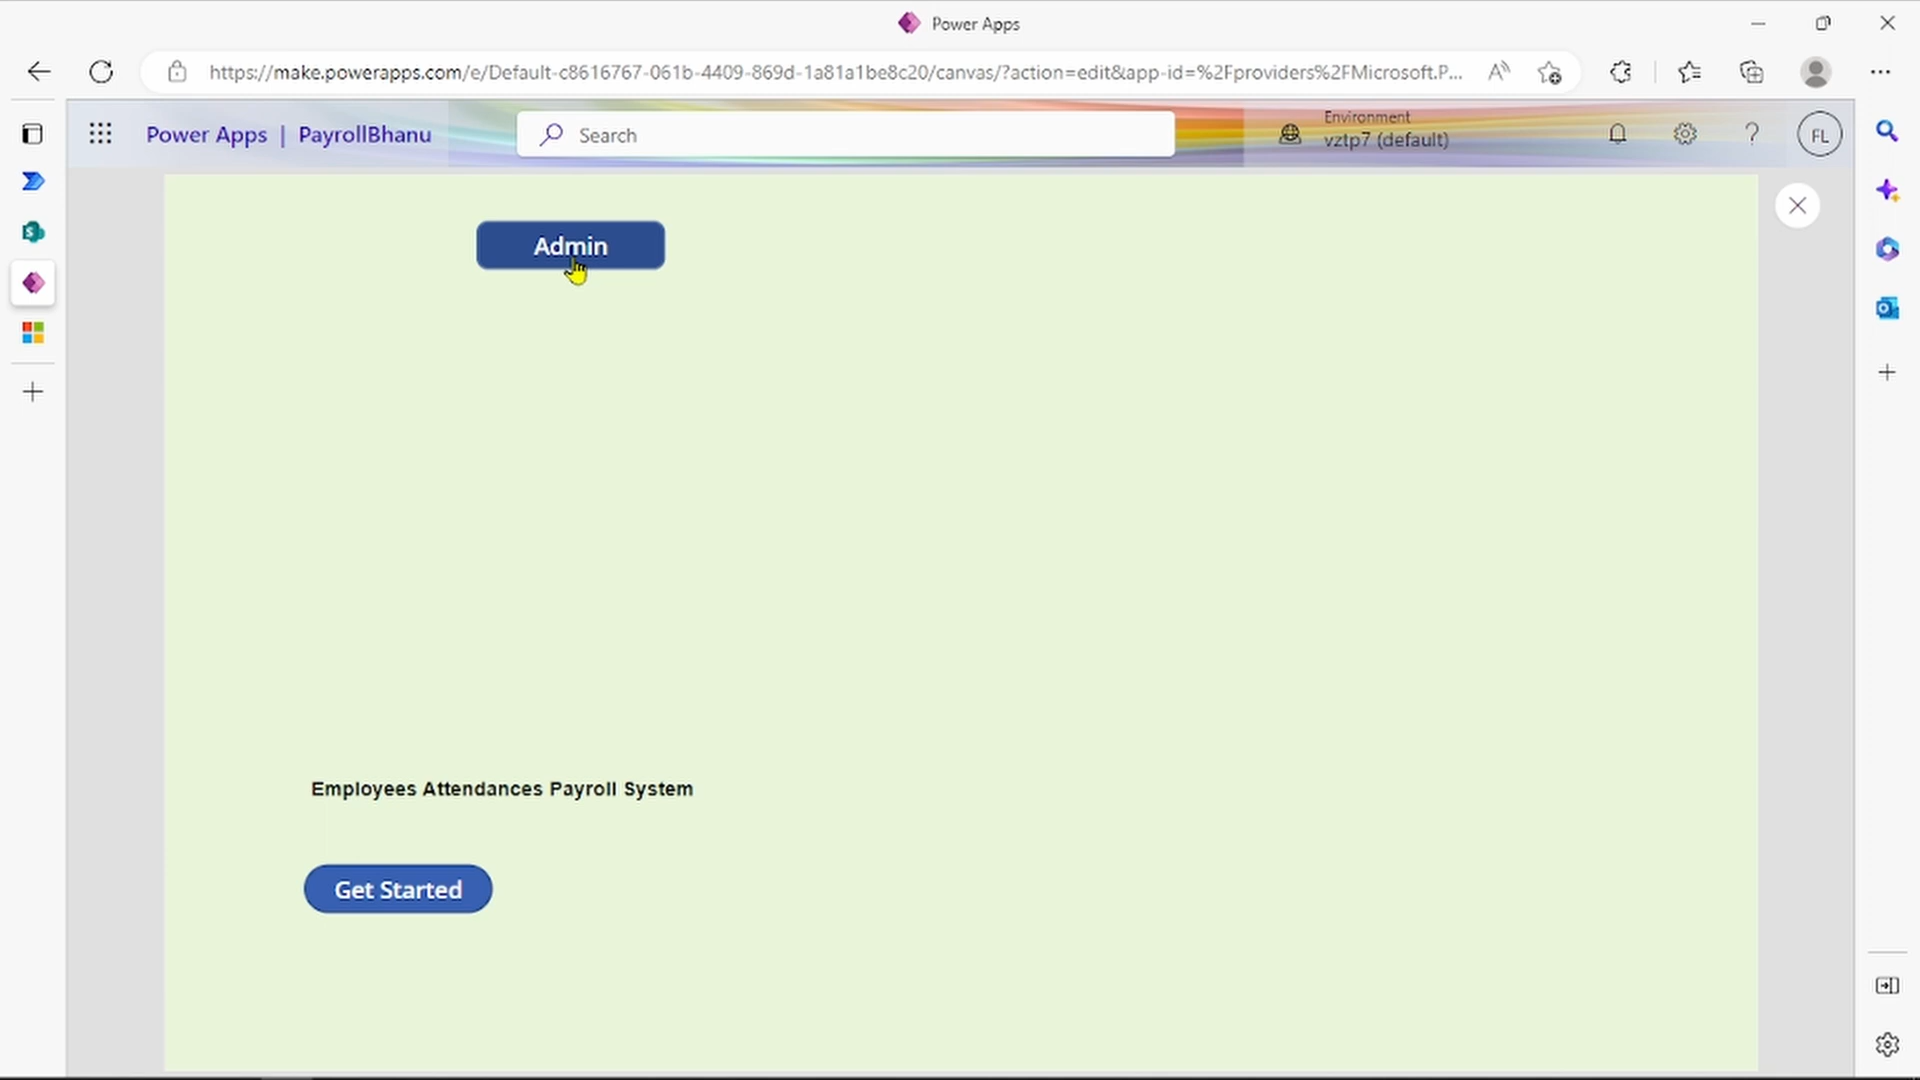 Power Apps
https://make.powerapps.com/e/Default-c8616767-061b-4409-869d-1a81a1be8c20/canvas/?action=edit&app-id=%2Fproviders%2FMicrosoft.P...
Power Apps | PayrollBhanu
Search
Environment
vztp7 (default)
FL
Admin
Employees Attendances Payroll System
Get Started